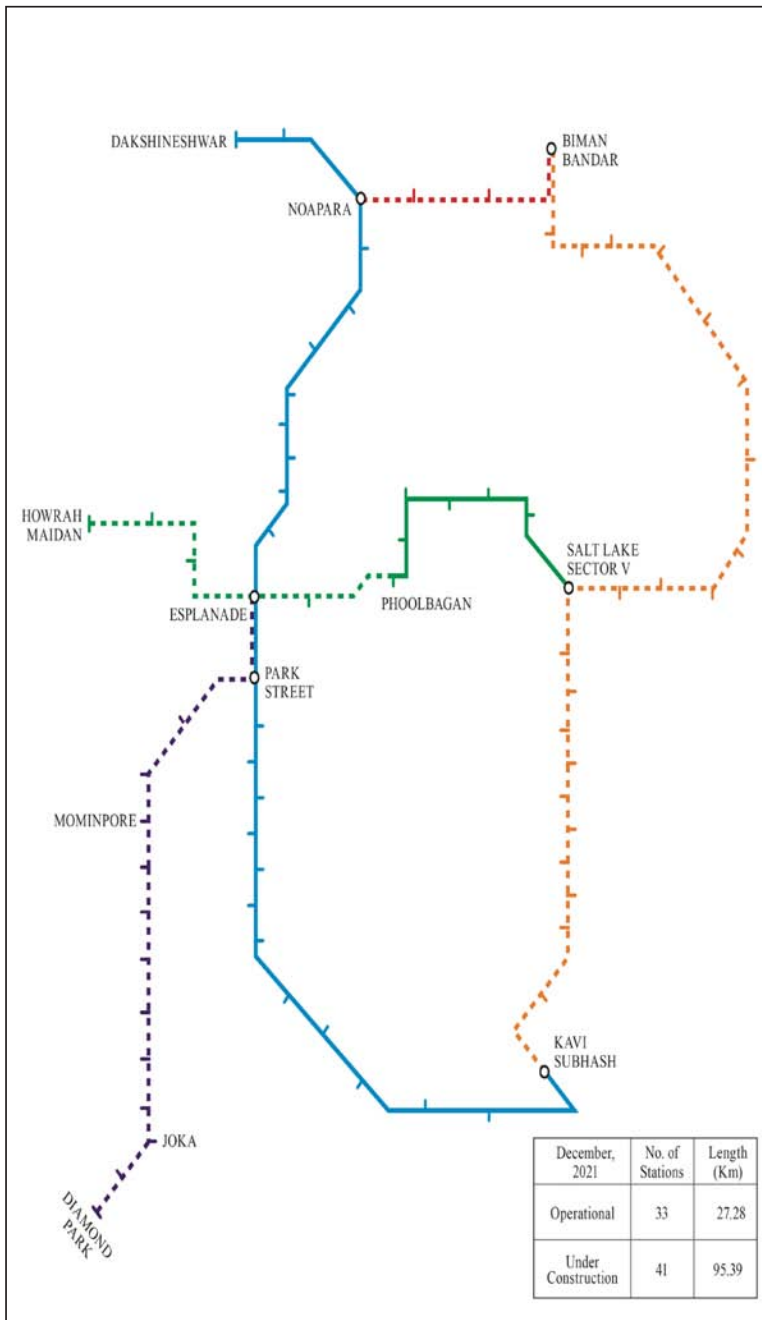 DAKSHINESHWAR
BIMAN
BANDAR
NOAPARA
HOWRAH
MAIDAN
SALT LAKE
SECTOR V
ESPLANADE
PHOOLBAGAN
PARK
STREET
MOMINPORE
KAVI
SUBHASH
JOKA
DIAMOND
PARK
December, 2021 No. of Stations Length (Km)
Operational 33 27.28
Under Construction 41 95.39